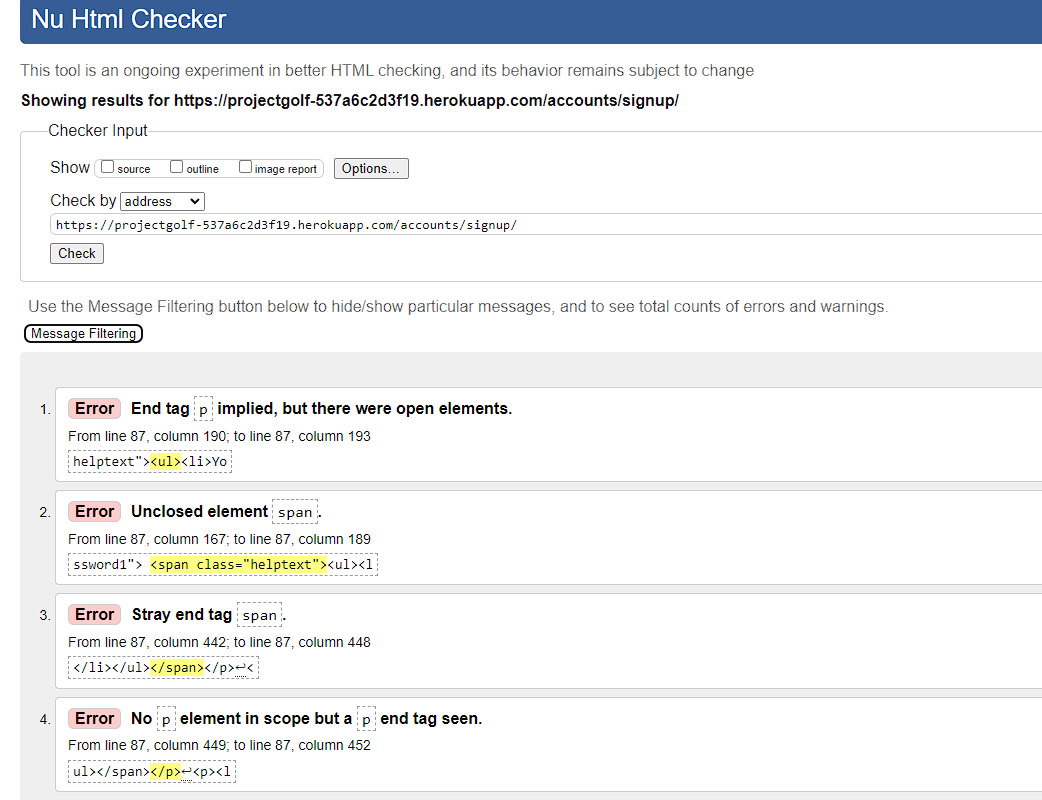 Nu Html Checker
This tool is an ongoing experiment in better HTML checking, and its behavior remains subject to change
Showing results for https://projectgolf-537a6c2d3f19.herokuapp.com/accounts/signup/
Checker Input
Show source outline image report Options...
Check by address
https://projectgolf-537a6c2d3f19.herokuapp.com/accounts/signup/
Check
Use the Message Filtering button below to hide/show particular messages, and to see total counts of errors and warnings.
Message Filtering
1. Error End tag p implied, but there were open elements.
From line 87, column 190; to line 87, column 193
helptext"><ul><li>Yo
2. Error Unclosed element span.
From line 87, column 167; to line 87, column 189
ssword1"> <span class="helptext"><ul><l
3. Error Stray end tag span.
From line 87, column 442; to line 87, column 448
</li></ul></span></p>↩<
4. Error No p element in scope but a p end tag seen.
From line 87, column 449; to line 87, column 452
ul></span></p>↩<p><l